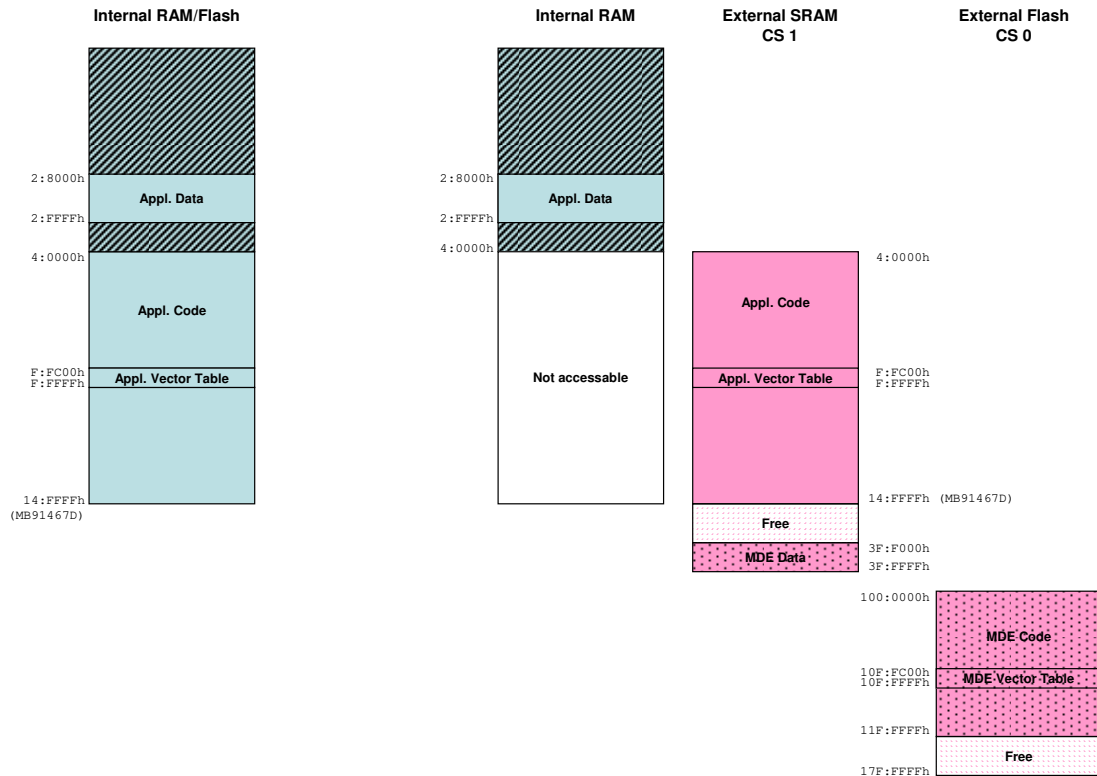 Internal RAM/Flash
2:8000h
Appl. Data
2:FFFFh
4:0000h
Appl. Code
F:FC00h
Appl. Vector Table
F:FFFFh
14:FFFFh
(MB91467D)
Internal RAM
2:8000h
Appl. Data
2:FFFFh
4:0000h
Not accessable
External SRAM
CS 1
4:0000h
Appl. Code
F:FC00h
Appl. Vector Table
F:FFFFh
14:FFFFh (MB91467D)
Free
3F:F000h
MDE Data
3F:FFFFh
External Flash
CS 0
100:0000h
MDE Code
10F:FC00h
MDE Vector Table
10F:FFFFh
11F:FFFFh
Free
17F:FFFFh